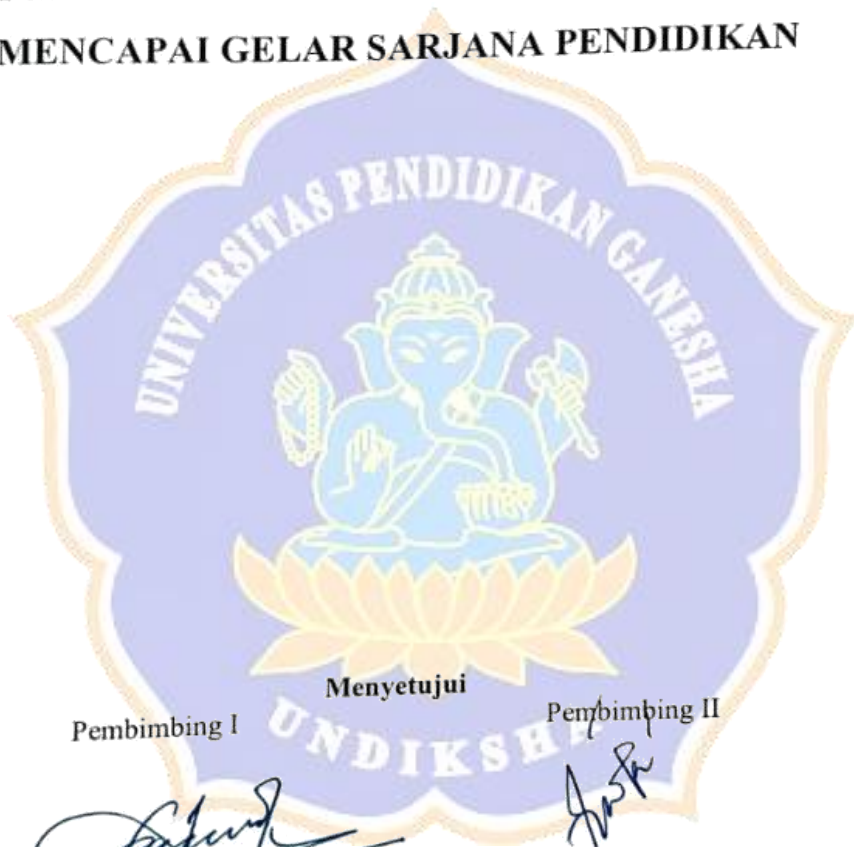 MENCAPAI GELAR SARJANA PENDIDIKAN
UNIVERSITAS PENDIDIKAN GANESHA
Menyetujui
Pembimbing I
Pembimbing II
UNDIKSHA